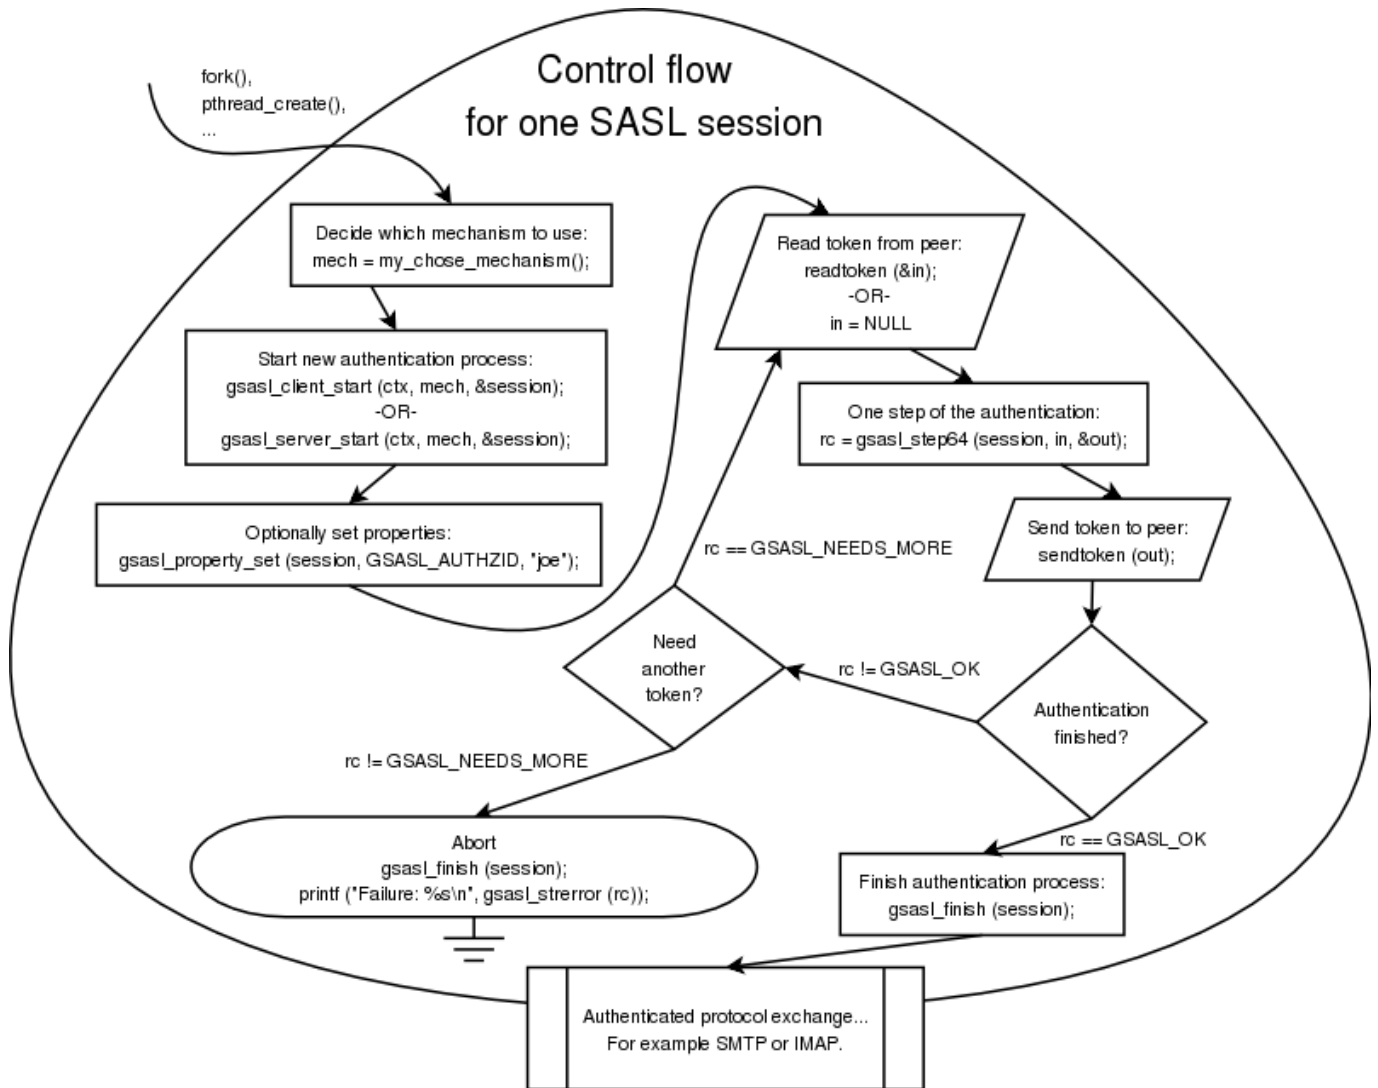 Control flow
for one SASL session
fork(),
pthread_create(),
...
Decide which mechanism to use:
mech = my_chose_mechanism();
Start new authentication process:
gsasl_client_start (ctx, mech, &session);
-OR-
gsasl_server_start (ctx, mech, &session);
Optionally set properties:
gsasl_property_set (session, GSASL_AUTHZID, "joe");
Read token from peer:
readtoken (&in);
-OR-
in = NULL
One step of the authentication:
rc = gsasl_step64 (session, in, &out);
Send token to peer:
sendtoken (out);
Authentication
finished?
rc != GSASL_OK
Need
another
token?
rc == GSASL_NEEDS_MORE
rc != GSASL_NEEDS_MORE
Abort
gsasl_finish (session);
printf ("Failure: %s\n", gsasl_strerror (rc));
rc == GSASL_OK
Finish authentication process:
gsasl_finish (session);
Authenticated protocol exchange...
For example SMTP or IMAP.